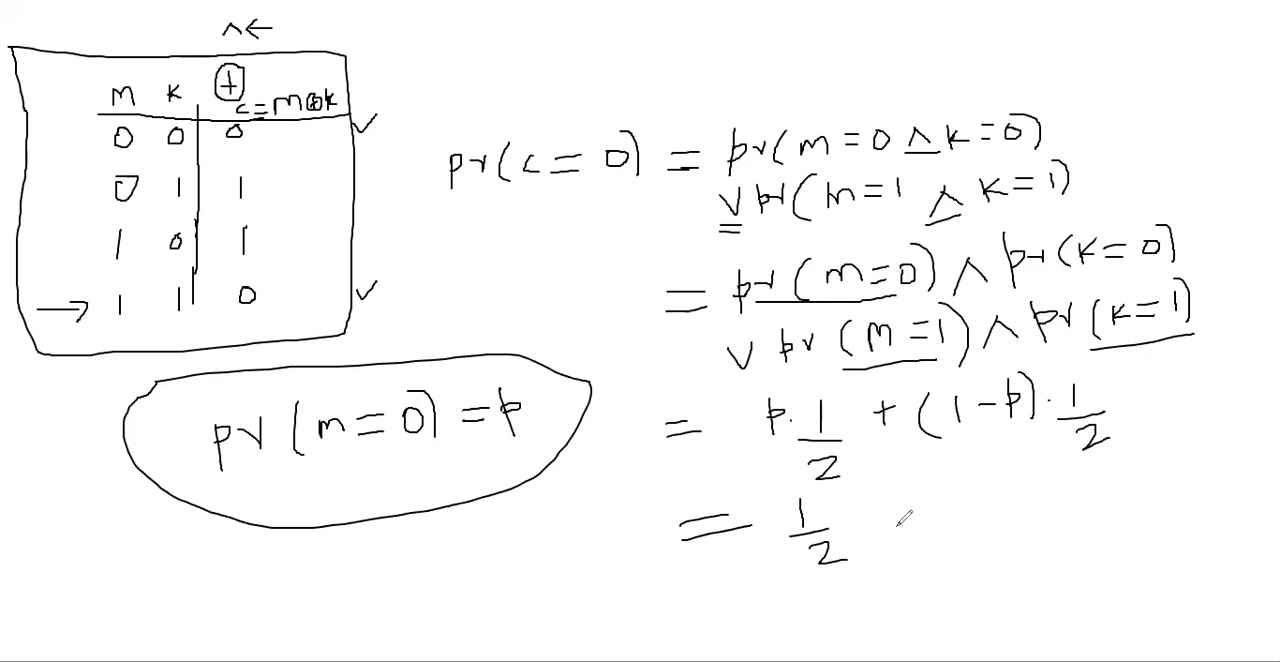 ∧←
⊕
M K c=m⊕k
0 0 0 ✓
0 1 1
1 0 1
→ 1 1 0 ✓
pr(m=0)=p
pr(c=0) = pr(m=0 ∧ k=0)
∨ pr(m=1 ∧ k=1)
= pr(m=0) ∧ pr(k=0)
∨ pr(m=1) ∧ pr(k=1)
= p·1/2 + (1-p)·1/2
= 1/2